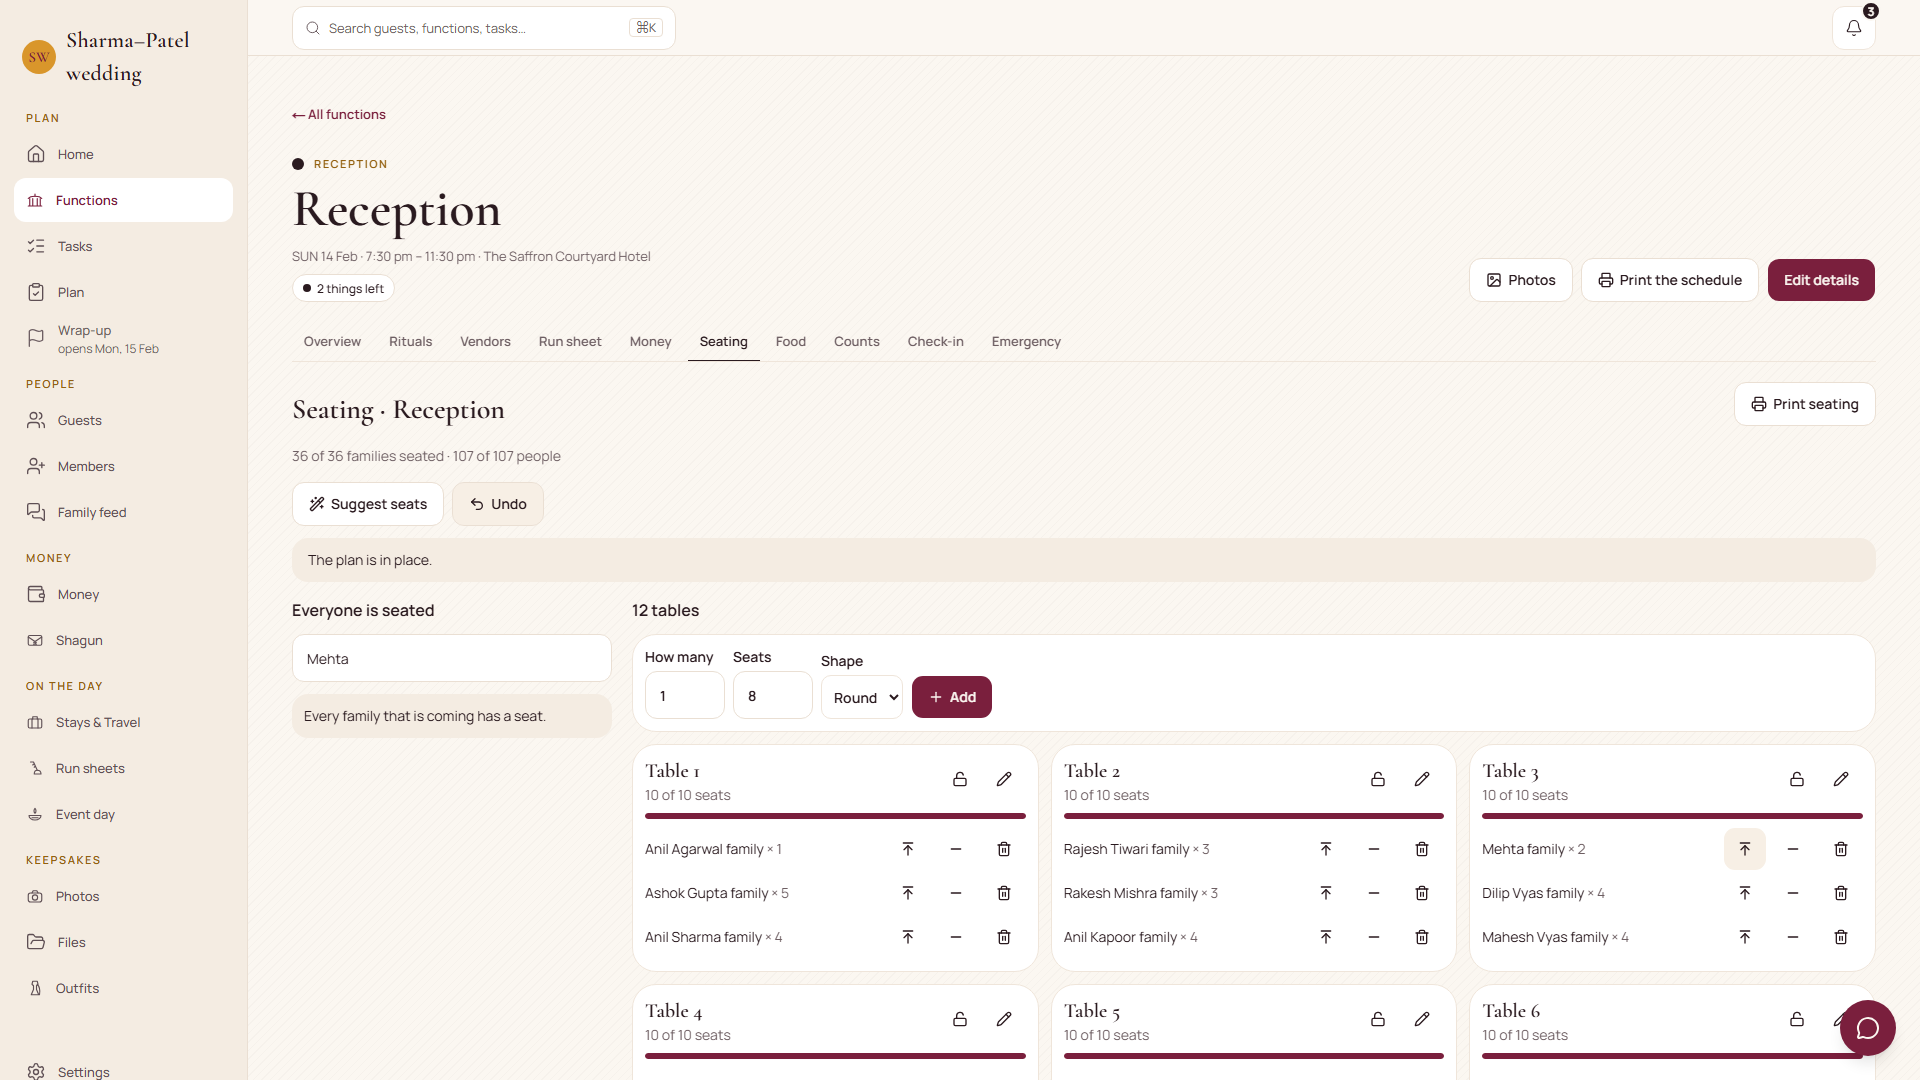 SW
Sharma–Patel
wedding
PLAN
Home
Functions
Tasks
Plan
Wrap-up
opens Mon, 15 Feb
PEOPLE
Guests
Members
Family feed
MONEY
Money
Shagun
ON THE DAY
Stays & Travel
Run sheets
Event day
KEEPSAKES
Photos
Files
Outfits
Settings
Search guests, functions, tasks...
⌘K
3
← All functions
RECEPTION
Reception
SUN 14 Feb · 7:30 pm – 11:30 pm · The Saffron Courtyard Hotel
2 things left
Photos
Print the schedule
Edit details
Overview
Rituals
Vendors
Run sheet
Money
Seating
Food
Counts
Check-in
Emergency
Seating · Reception
Print seating
36 of 36 families seated · 107 of 107 people
Suggest seats
Undo
The plan is in place.
Everyone is seated
Mehta
Every family that is coming has a seat.
12 tables
How many
Seats
Shape
1
8
Round
+ Add
Table 1
10 of 10 seats
Anil Agarwal family × 1
Ashok Gupta family × 5
Anil Sharma family × 4
Table 2
10 of 10 seats
Rajesh Tiwari family × 3
Rakesh Mishra family × 3
Anil Kapoor family × 4
Table 3
10 of 10 seats
Mehta family × 2
Dilip Vyas family × 4
Mahesh Vyas family × 4
Table 4
10 of 10 seats
Table 5
10 of 10 seats
Table 6
10 of 10 seats